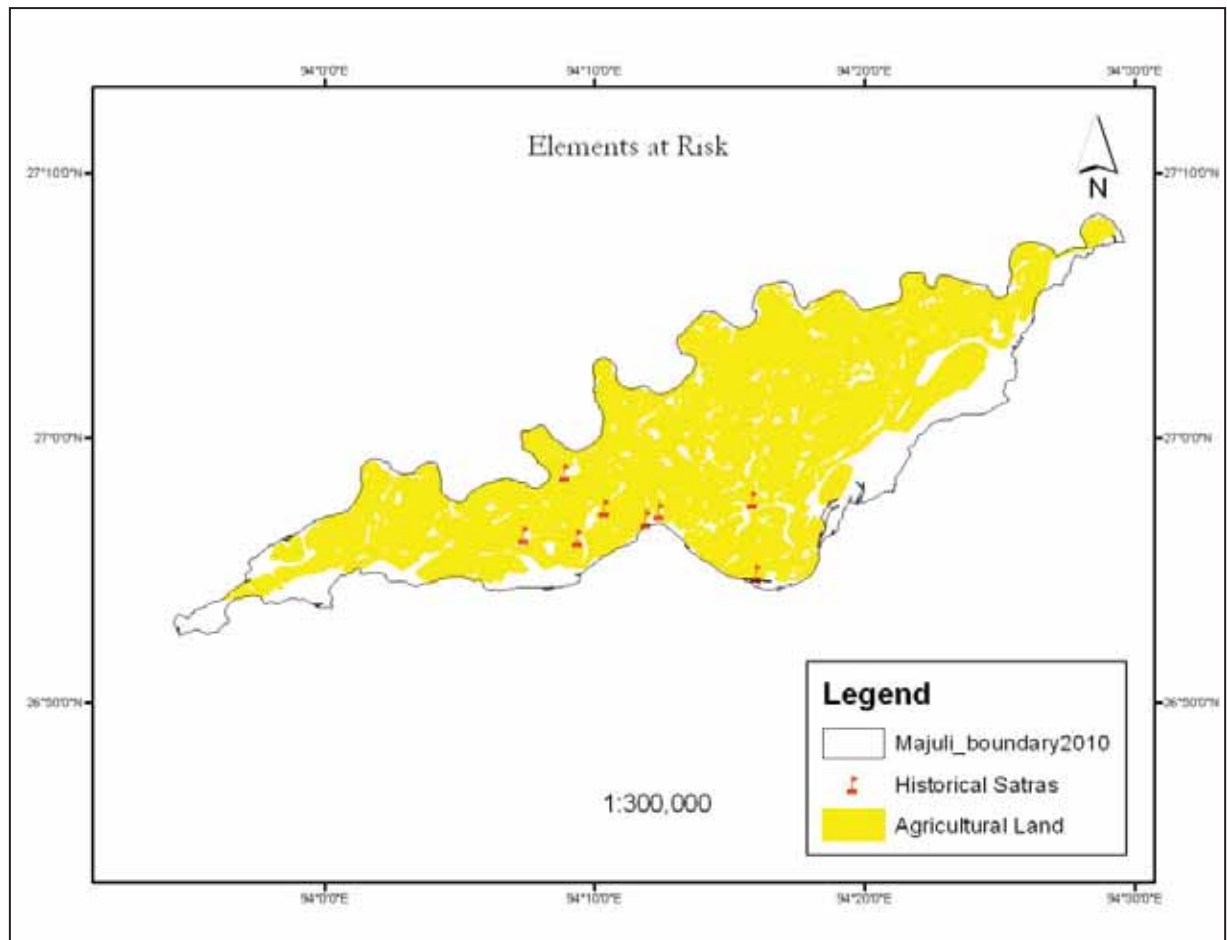 94°0'0"E 94°10'0"E 94°20'0"E 94°30'0"E
Elements at Risk
27°10'0"N 27°10'0"N
N
27°0'0"N 27°0'0"N
26°50'0"N 26°50'0"N
Legend
Majuli_boundary2010
Historical Satras
Agricultural Land
1:300,000
94°0'0"E 94°10'0"E 94°20'0"E 94°30'0"E